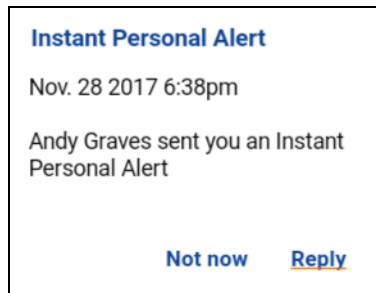 Instant Personal Alert
Nov. 28 2017 6:38pm
Andy Graves sent you an Instant
Personal Alert
Not now Reply